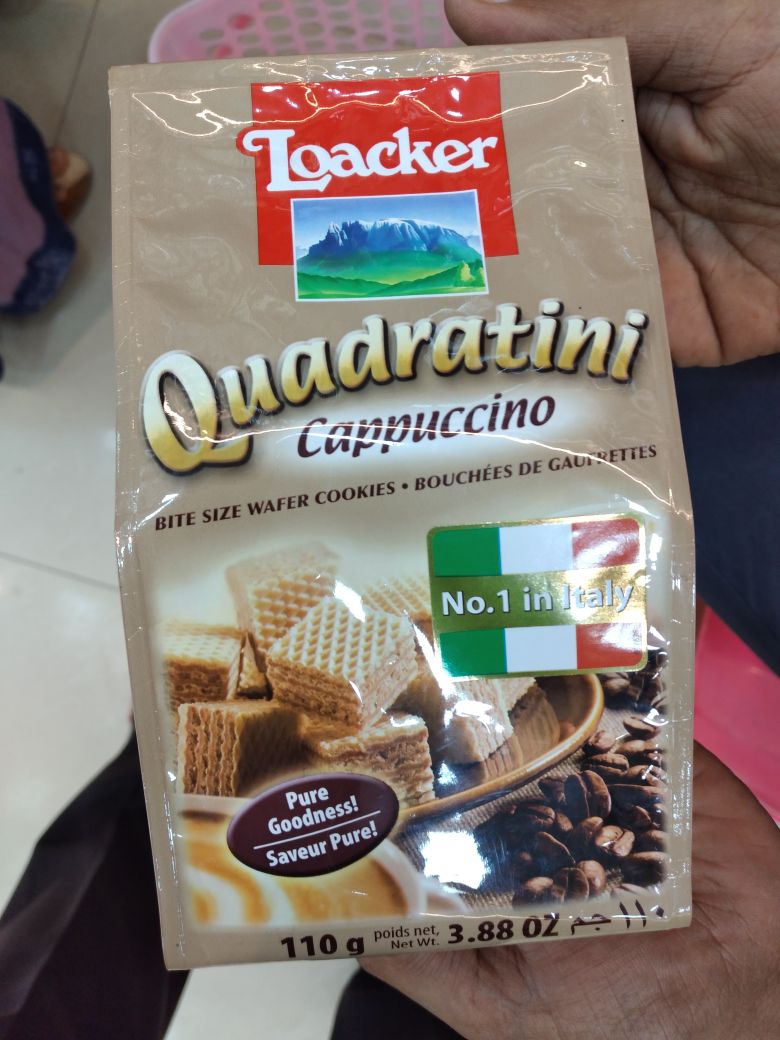 Loacker
Quadratini
Cappuccino
BITE SIZE WAFER COOKIES • BOUCHÉES DE GAUFRETTES
No.1 in Italy
Pure
Goodness!
Saveur Pure!
110 g poids net, Net Wt. 3.88 OZ ١١٠ جم